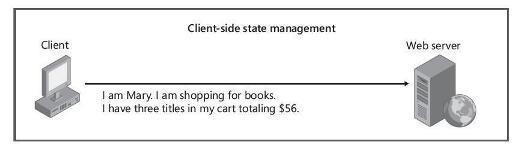 Client-side state management
Client
Web server
I am Mary. I am shopping for books.
I have three titles in my cart totaling $56.